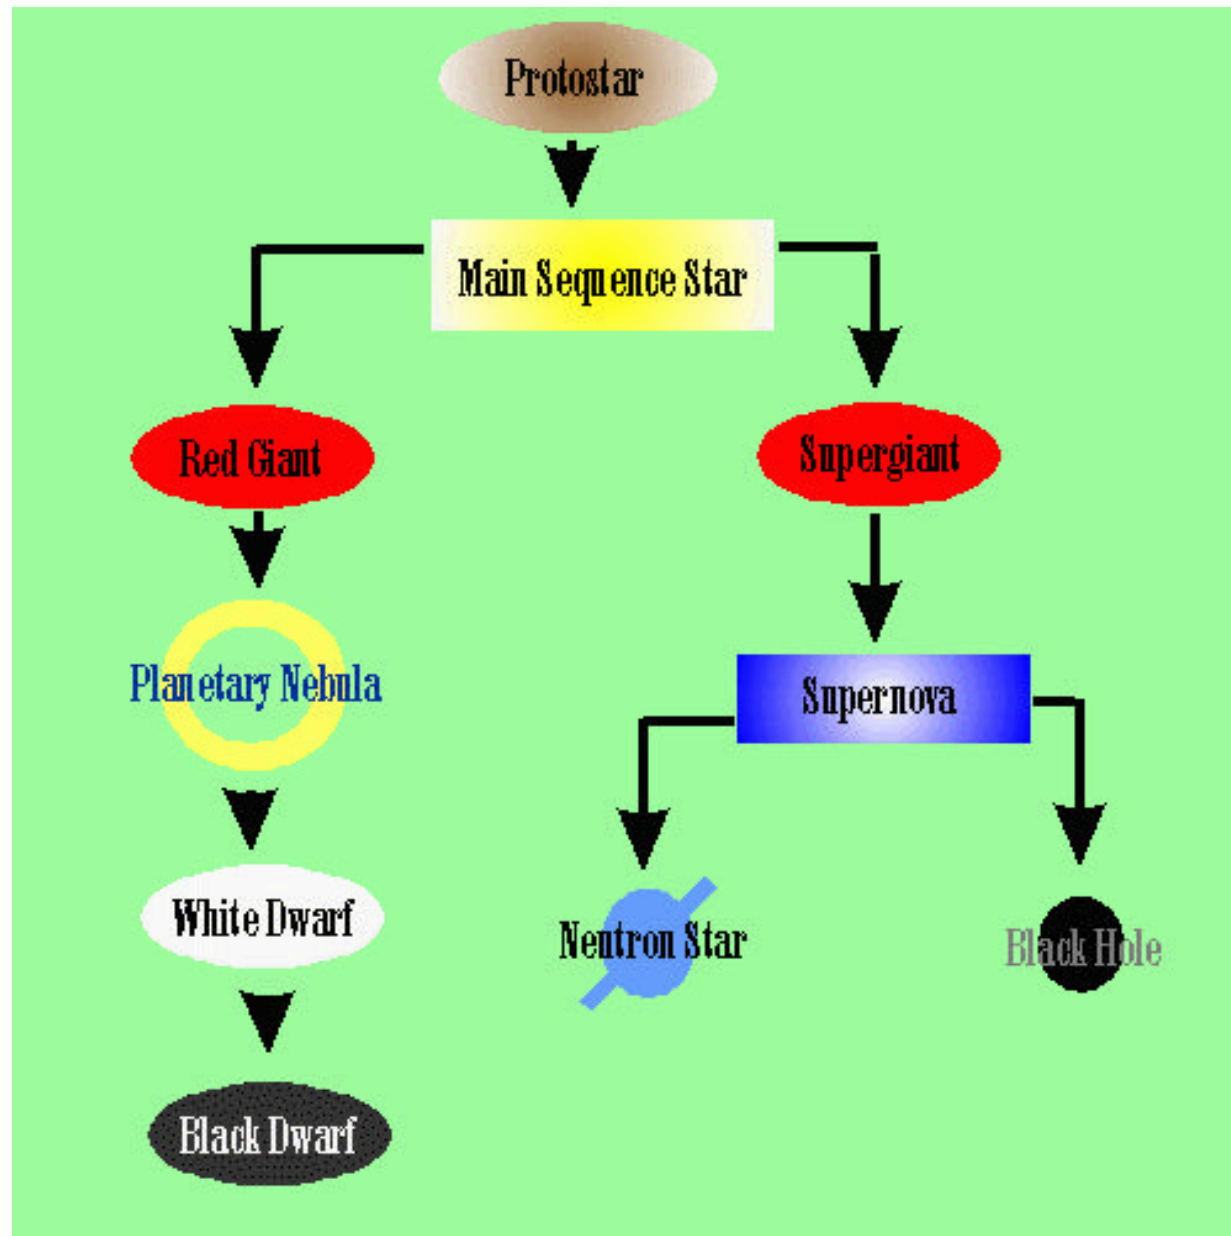 Protostar
Main Sequence Star
Red Giant
Supergiant
Planetary Nebula
Supernova
White Dwarf
Neutron Star
Black Hole
Black Dwarf